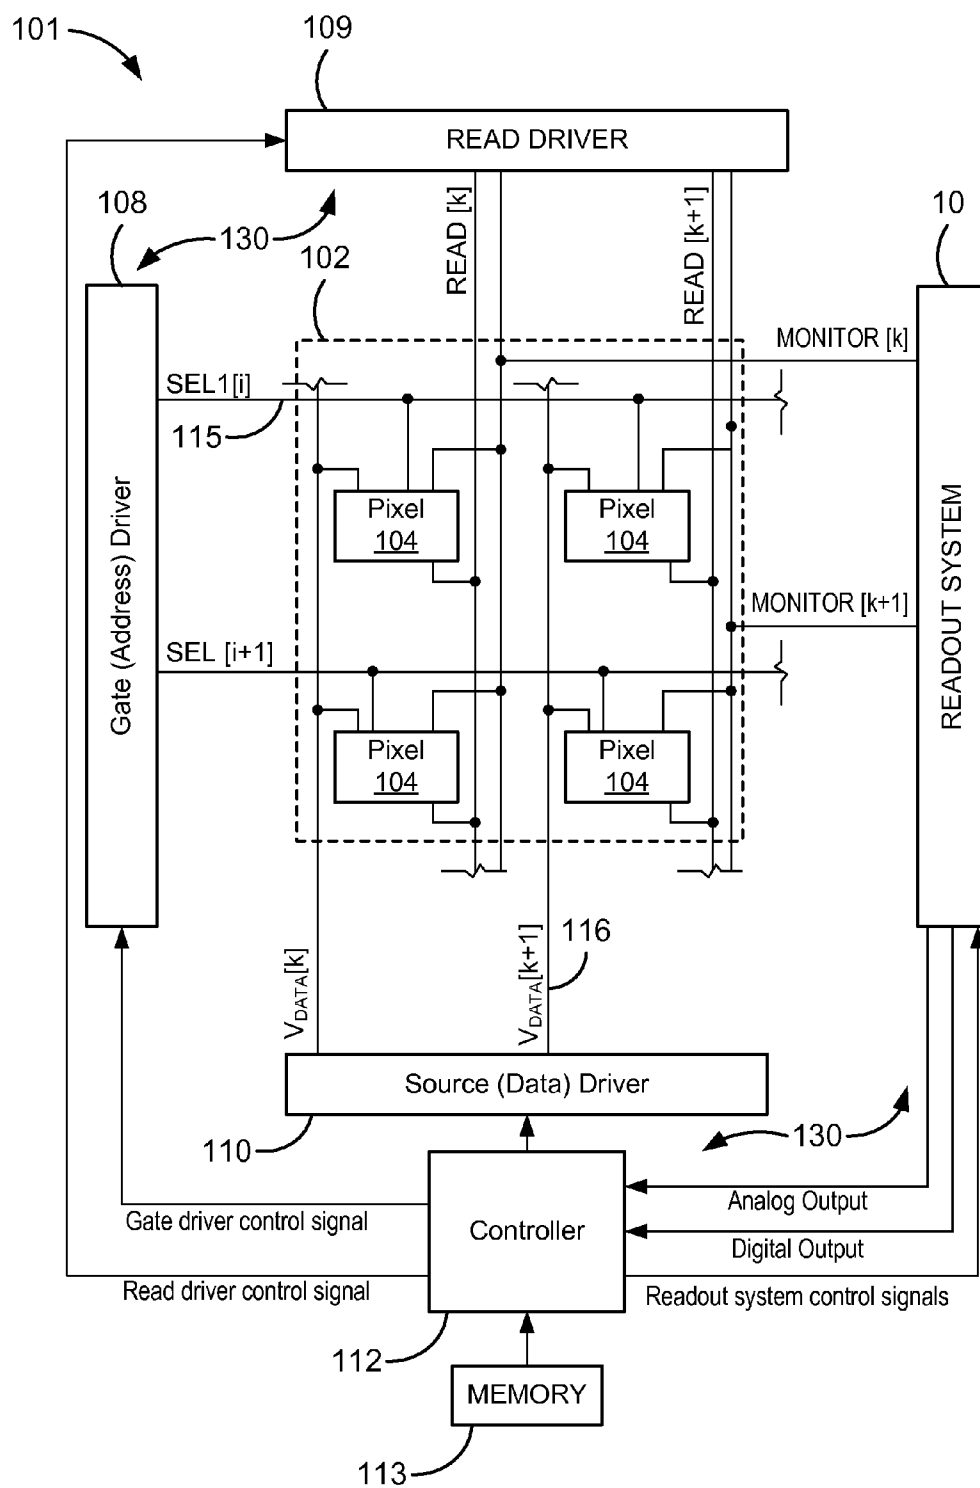 101
109
READ DRIVER
108
130
102
READ [k]
READ [k+1]
10
MONITOR [k]
SEL1[i]
115
Pixel
104
Pixel
104
Gate (Address) Driver
READOUT SYSTEM
MONITOR [k+1]
SEL [i+1]
Pixel
104
Pixel
104
VDATA[k]
VDATA[k+1]
116
Source (Data) Driver
110
130
Controller
Analog Output
Gate driver control signal
Digital Output
Read driver control signal
Readout system control signals
112
MEMORY
113